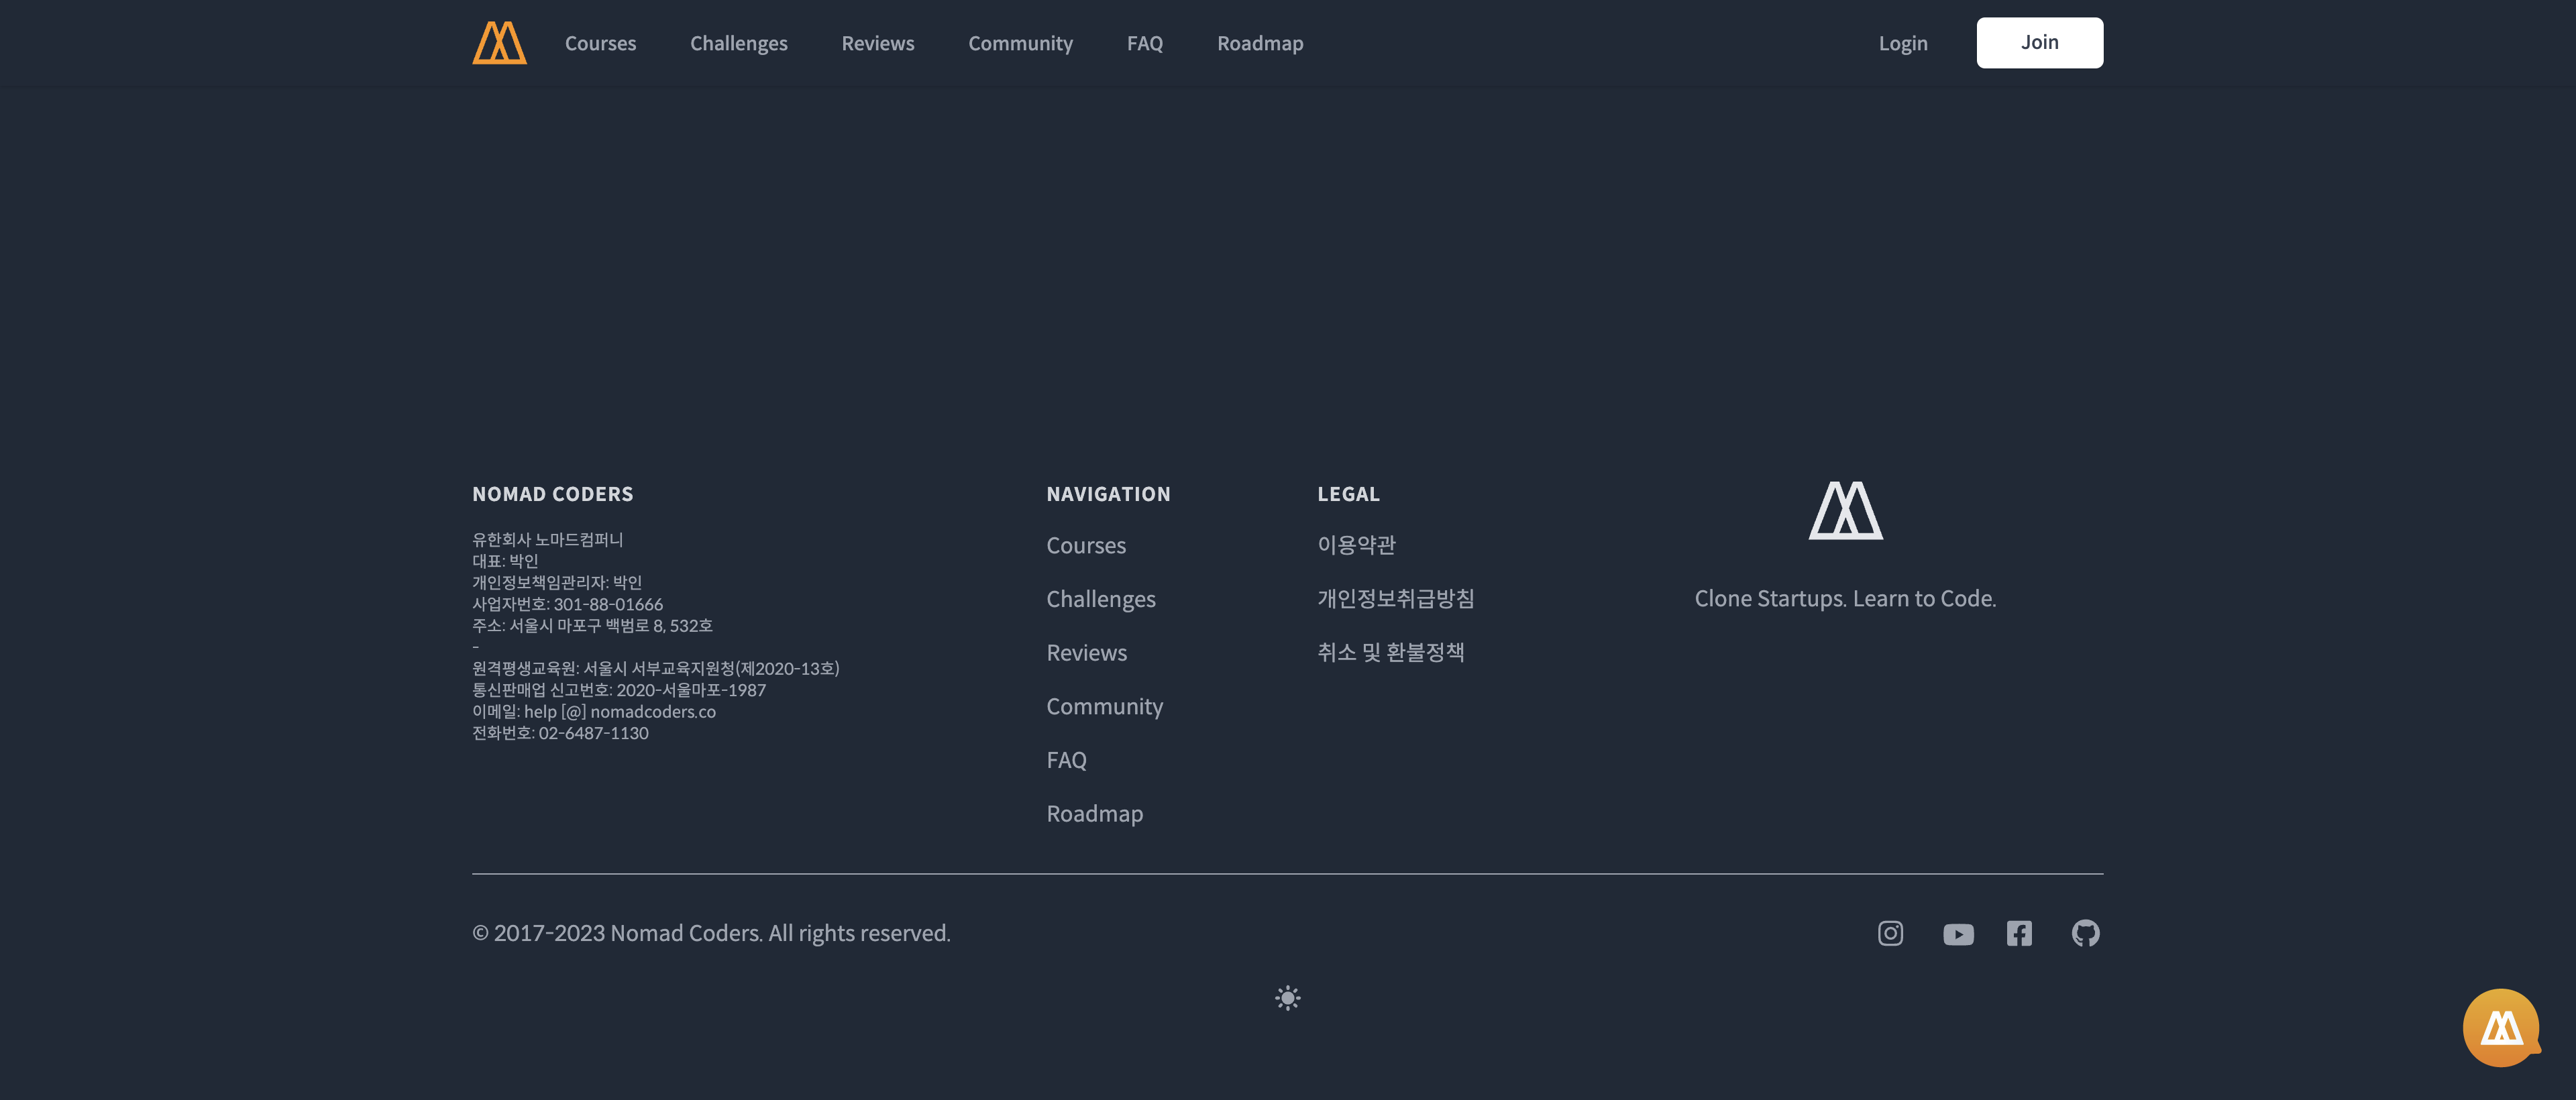 Courses
Challenges
Reviews
Community
FAQ
Roadmap
Login
Join
NOMAD CODERS
유한회사 노마드컴퍼니
대표: 박인
개인정보책임관리자: 박인
사업자번호: 301-88-01666
주소: 서울시 마포구 백범로 8, 532호
-
원격평생교육원: 서울시 서부교육지원청(제2020-13호)
통신판매업 신고번호: 2020-서울마포-1987
이메일: help [@] nomadcoders.co
전화번호: 02-6487-1130
NAVIGATION
Courses
Challenges
Reviews
Community
FAQ
Roadmap
LEGAL
이용약관
개인정보취급방침
취소 및 환불정책
Clone Startups. Learn to Code.
© 2017-2023 Nomad Coders. All rights reserved.